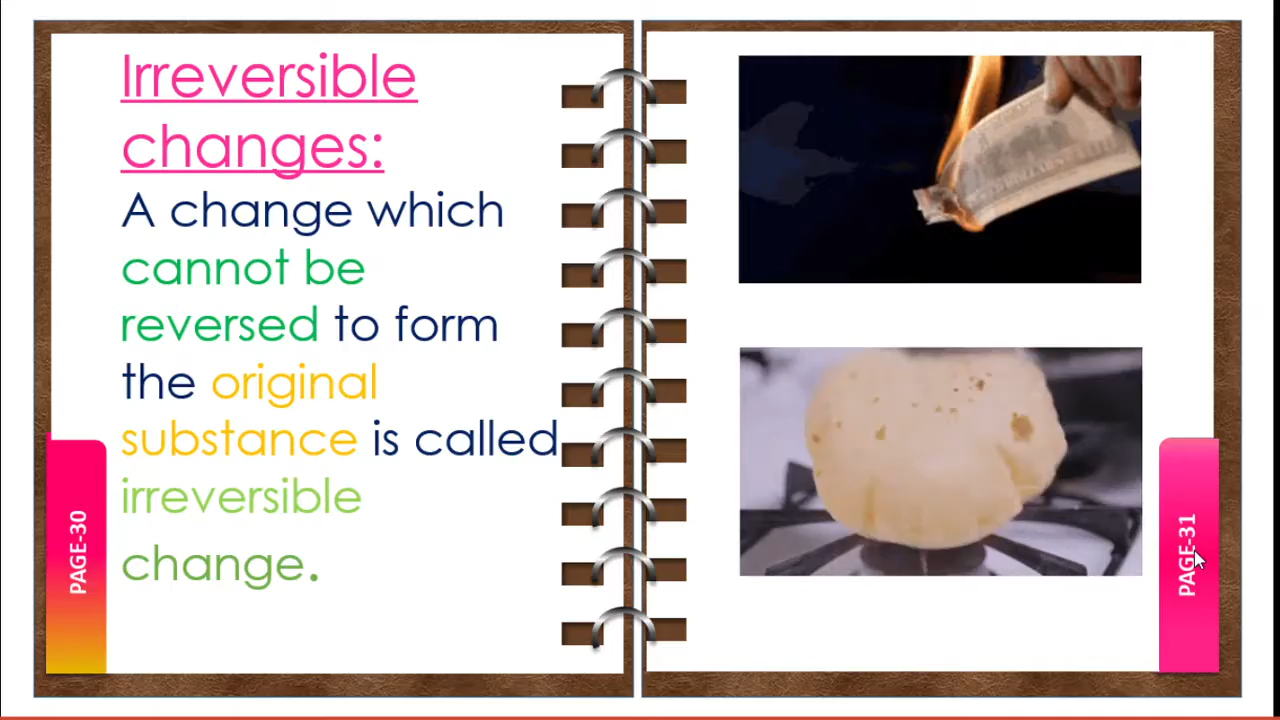 Irreversible
changes:
A change which
cannot be
reversed to form
the original
substance is called
irreversible
change.
PAGE-30
PAGE-31